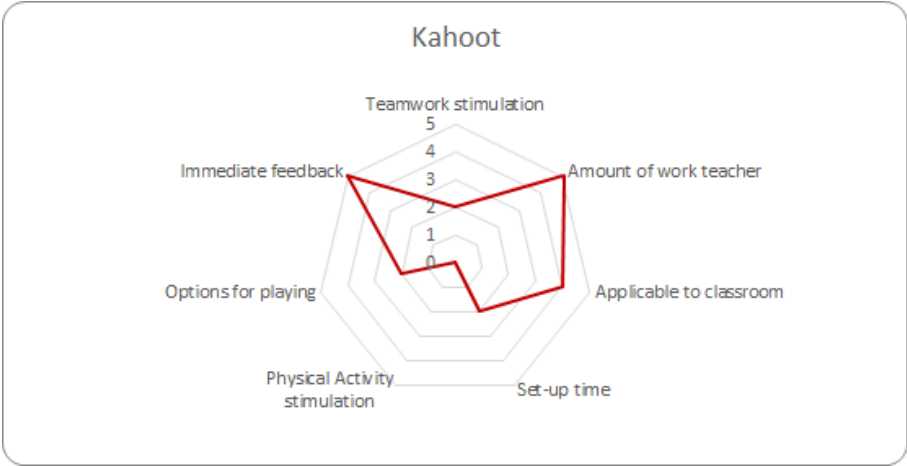 Kahoot
Teamwork stimulation
5
4
3
2
1
0
Immediate feedback
Amount of work teacher
Options for playing
Applicable to classroom
Physical Activity
stimulation
Set-up time